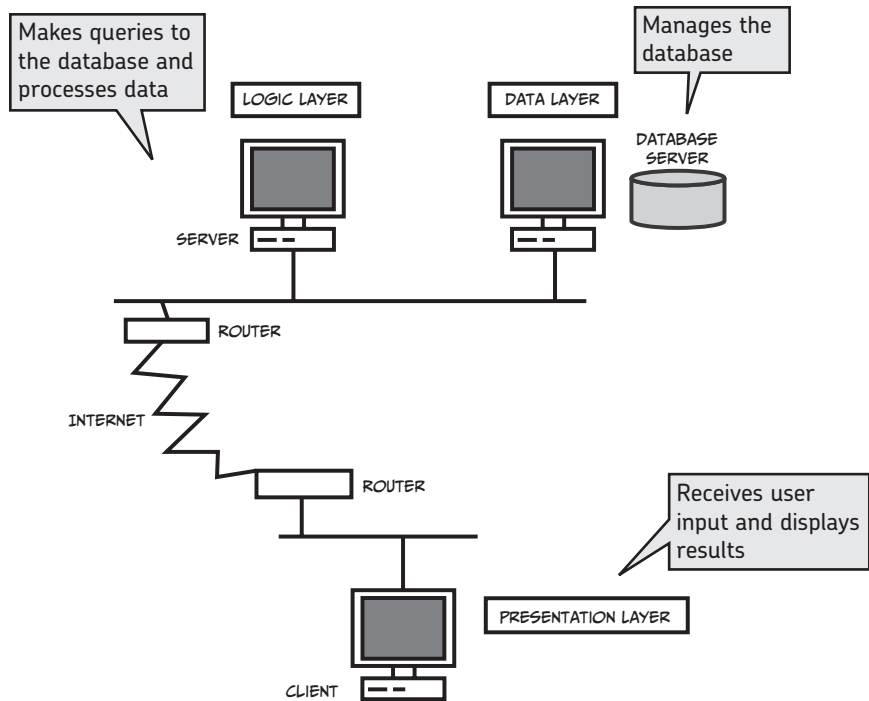 Makes queries to
the database and
processes data
Manages the
database
LOGIC LAYER
DATA LAYER
DATABASE
SERVER
SERVER
ROUTER
INTERNET
ROUTER
Receives user
input and displays
results
PRESENTATION LAYER
CLIENT